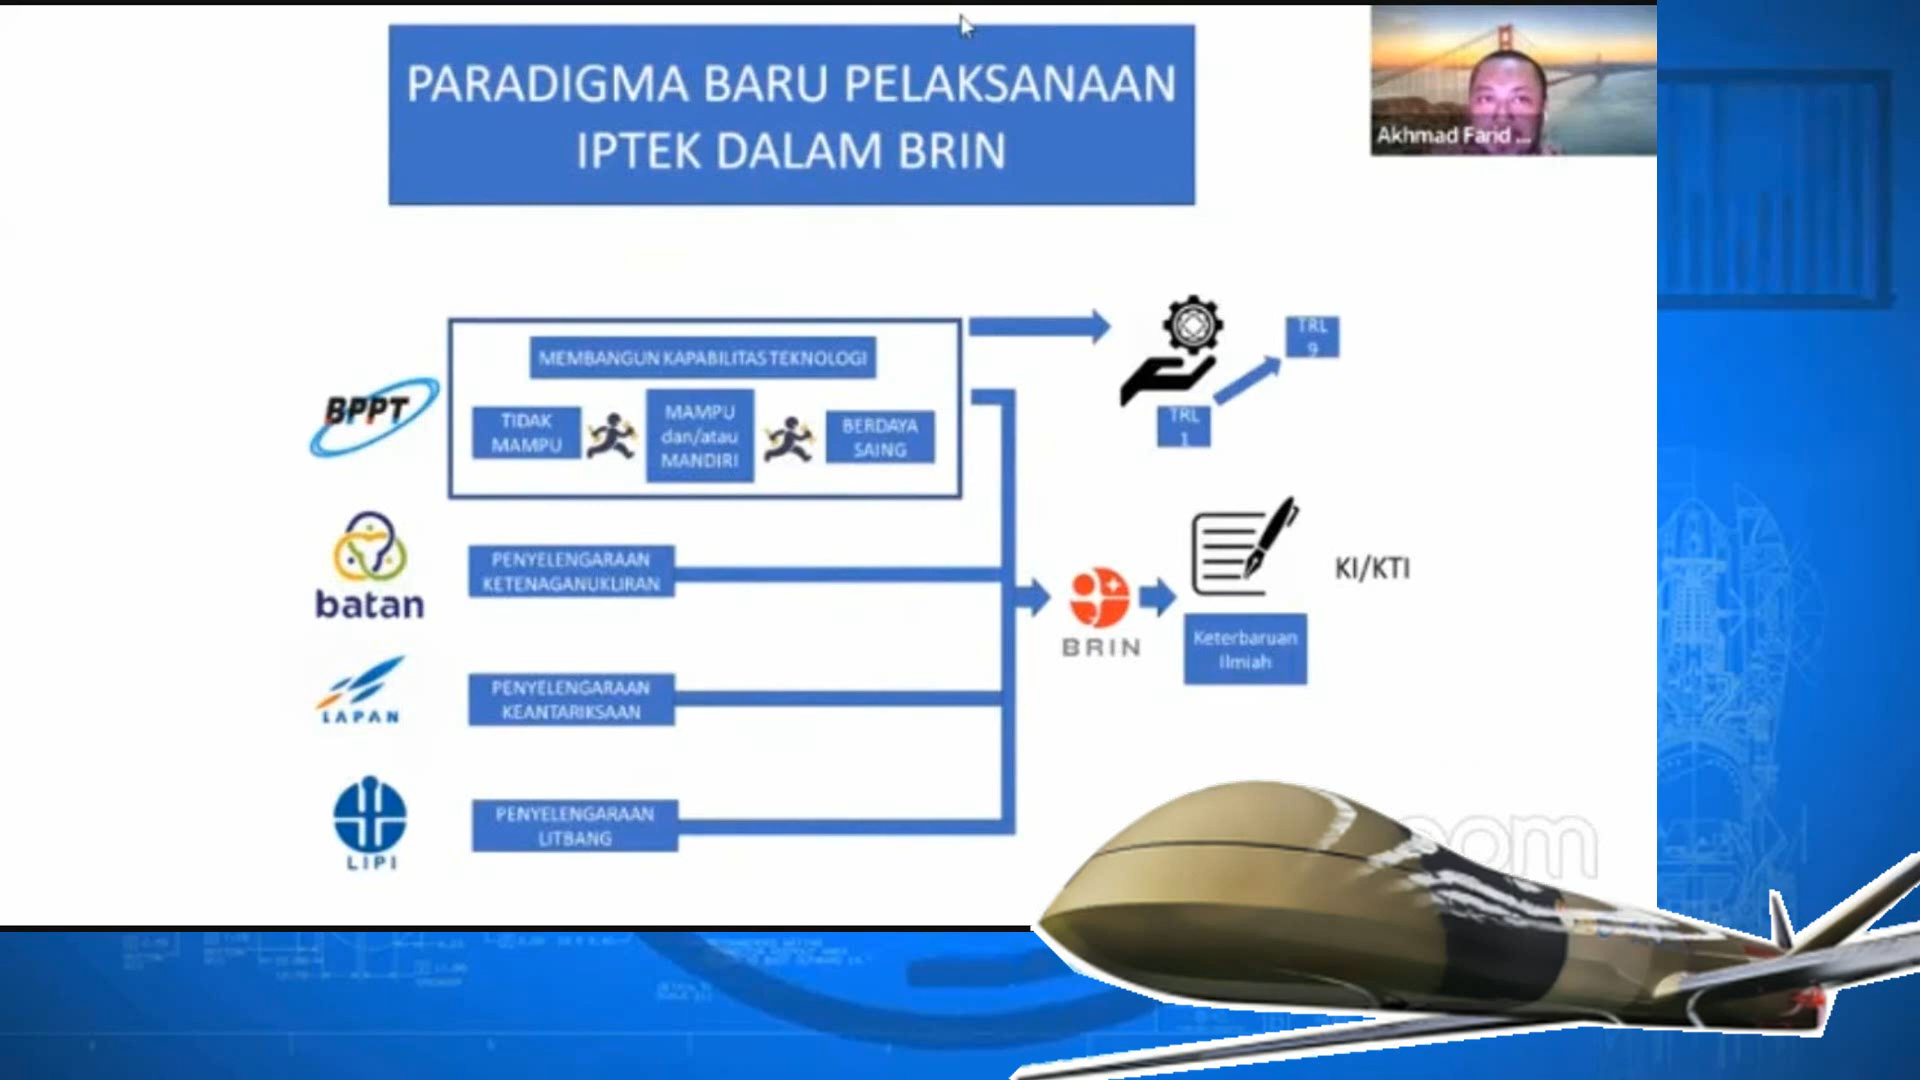 PARADIGMA BARU PELAKSANAAN
IPTEK DALAM BRIN
Akhmad Farid ...
MEMBANGUN KAPABILITAS TEKNOLOGI
TIDAK
MAMPU
MAMPU
dan/atau
MANDIRI
BERDAYA
SAING
TRL
9
TRL
1
BPPT
batan
PENYELENGARAAN
KETENAGANUKLIRAN
BRIN
KI/KTI
Keterbaruan
Ilmiah
LAPAN
PENYELENGARAAN
KEANTARIKSAAN
LIPI
PENYELENGARAAN
LITBANG
oom